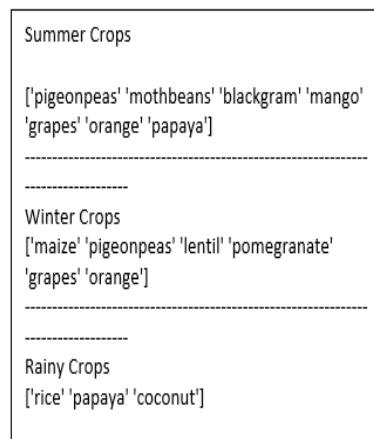 Summer Crops
['pigeonpeas' 'mothbeans' 'blackgram' 'mango'
'grapes' 'orange' 'papaya']
----------------------------------------------------------------
-------------------
Winter Crops
['maize' 'pigeonpeas' 'lentil' 'pomegranate'
'grapes' 'orange']
----------------------------------------------------------------
-------------------
Rainy Crops
['rice' 'papaya' 'coconut']